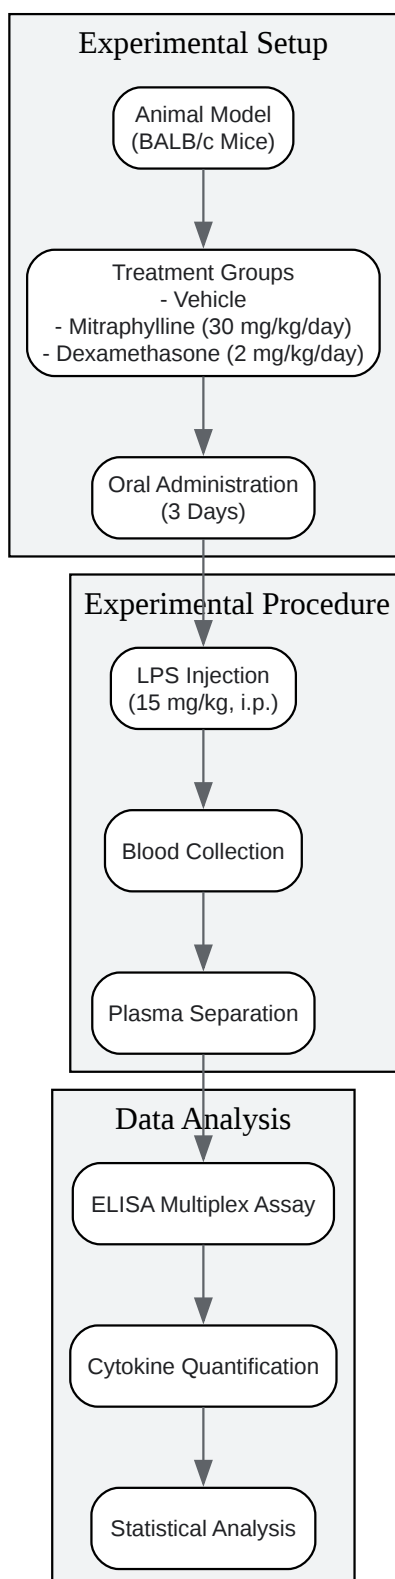 Experimental Setup
Animal Model
(BALB/c Mice)
Treatment Groups
- Vehicle
- Mitraphylline (30 mg/kg/day)
- Dexamethasone (2 mg/kg/day)
Oral Administration
(3 Days)
Experimental Procedure
LPS Injection
(15 mg/kg, i.p.)
Blood Collection
Plasma Separation
Data Analysis
ELISA Multiplex Assay
Cytokine Quantification
Statistical Analysis